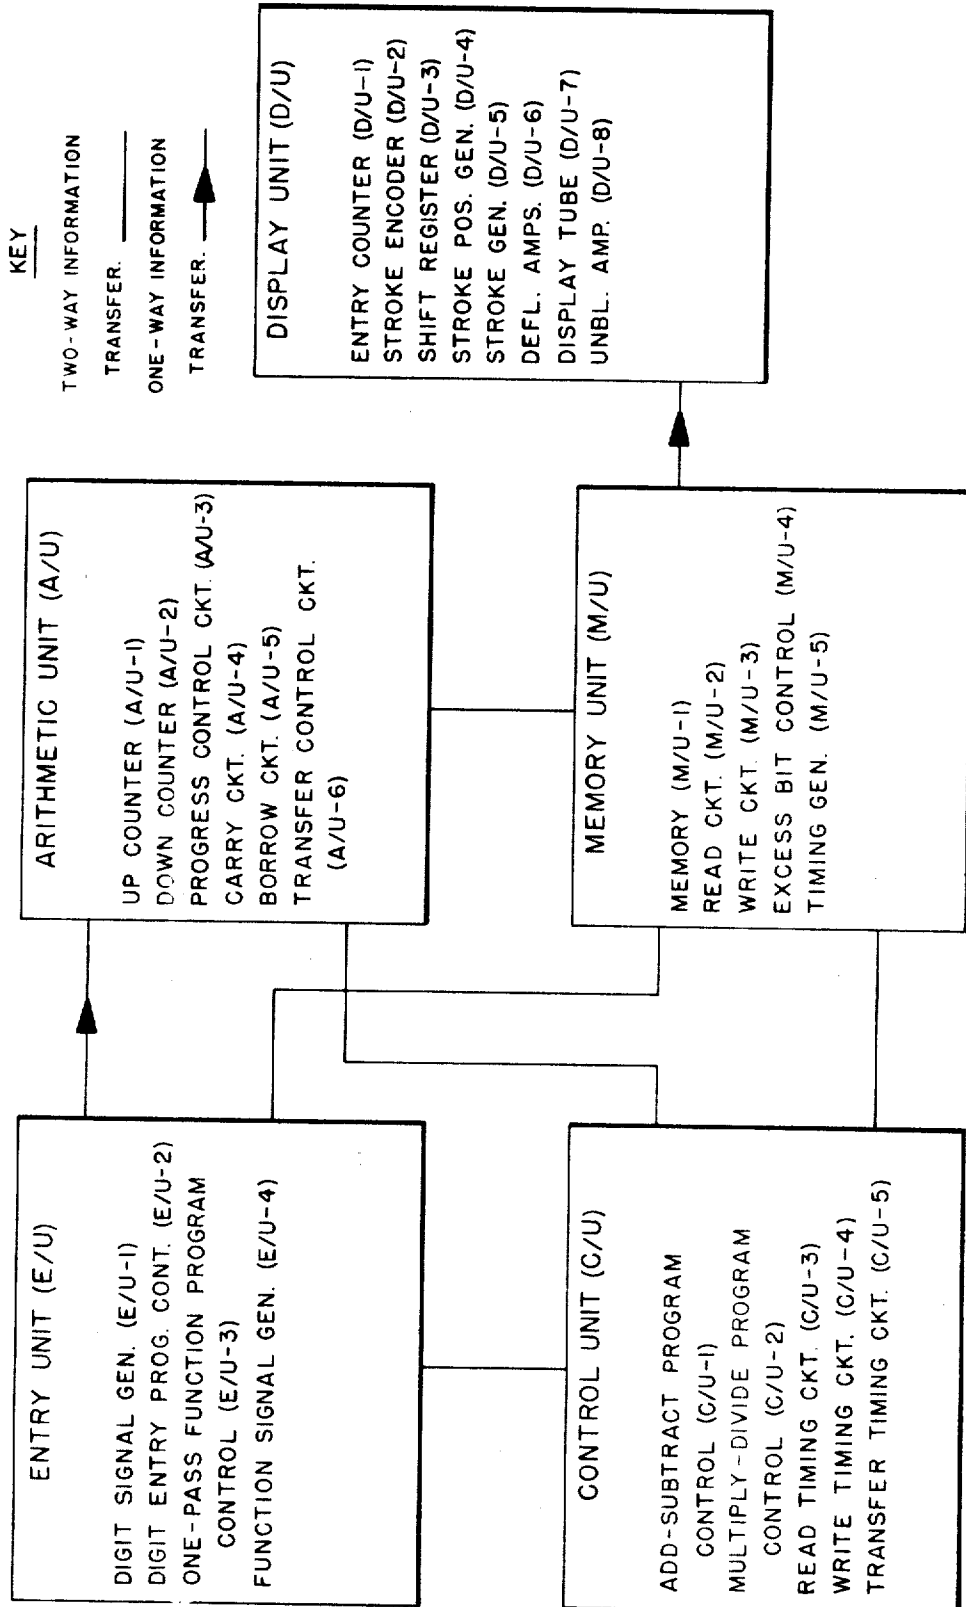 KEY
TWO-WAY INFORMATION
TRANSFER.
ONE-WAY INFORMATION
TRANSFER.
ENTRY UNIT (E/U)
DIGIT SIGNAL GEN. (E/U-1)
DIGIT ENTRY PROG. CONT. (E/U-2)
ONE-PASS FUNCTION PROGRAM
CONTROL (E/U-3)
FUNCTION SIGNAL GEN. (E/U-4)
ARITHMETIC UNIT (A/U)
UP COUNTER (A/U-1)
DOWN COUNTER (A/U-2)
PROGRESS CONTROL CKT. (A/U-3)
CARRY CKT. (A/U-4)
BORROW CKT. (A/U-5)
TRANSFER CONTROL CKT.
(A/U-6)
DISPLAY UNIT (D/U)
ENTRY COUNTER (D/U-1)
STROKE ENCODER (D/U-2)
SHIFT REGISTER (D/U-3)
STROKE POS. GEN. (D/U-4)
STROKE GEN. (D/U-5)
DEFL. AMPS. (D/U-6)
DISPLAY TUBE (D/U-7)
UNBL. AMP. (D/U-8)
CONTROL UNIT (C/U)
ADD-SUBTRACT PROGRAM
CONTROL (C/U-1)
MULTIPLY-DIVIDE PROGRAM
CONTROL (C/U-2)
READ TIMING CKT. (C/U-3)
WRITE TIMING CKT. (C/U-4)
TRANSFER TIMING CKT. (C/U-5)
MEMORY UNIT (M/U)
MEMORY (M/U-1)
READ CKT. (M/U-2)
WRITE CKT. (M/U-3)
EXCESS BIT CONTROL (M/U-4)
TIMING GEN. (M/U-5)